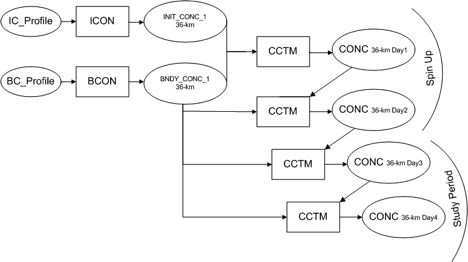 IC_Profile
ICON
INIT_CONC_1
36-km
CCTM
CONC 36-km Day1
BC_Profile
BCON
BNDY_CONC_1
36-km
CCTM
CONC 36-km Day2
Spin Up
CCTM
CONC 36-km Day3
CCTM
CONC 36-km Day4
Study Period